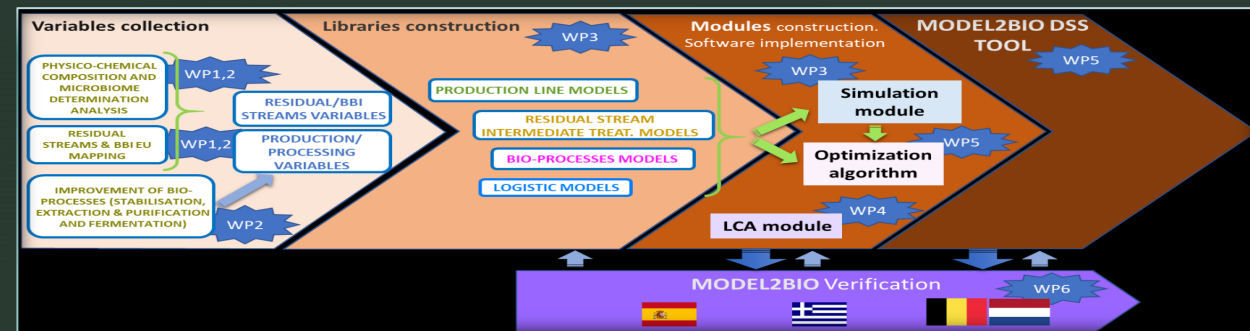 Variables collection
PHYSICO-CHEMICAL
COMPOSITION AND
MICROBIOME
DETERMINATION
ANALYSIS
WP1,2
RESIDUAL
STREAMS & BBI EU
MAPPING
WP1,2
IMPROVEMENT OF BIO-
PROCESSES (STABILISATION,
EXTRACTION & PURIFICATION
AND FERMENTATION)
WP2
RESIDUAL/BBI
STREAMS VARIABLES
PRODUCTION/
PROCESSING
VARIABLES
Libraries construction
WP3
PRODUCTION LINE MODELS
RESIDUAL STREAM
INTERMEDIATE TREAT. MODELS
BIO-PROCESSES MODELS
LOGISTIC MODELS
Modules construction.
Software implementation
WP3
Simulation
module
WP5
Optimization
algorithm
WP4
LCA module
MODEL2BIO DSS
TOOL
WP5
MODEL2BIO Verification
WP6